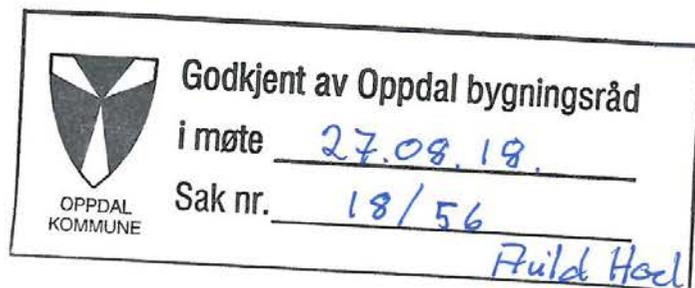 Godkjent av Oppdal bygningsråd
i møte 27.08.18.
Sak nr. 18/56
OPPDAL
KOMMUNE